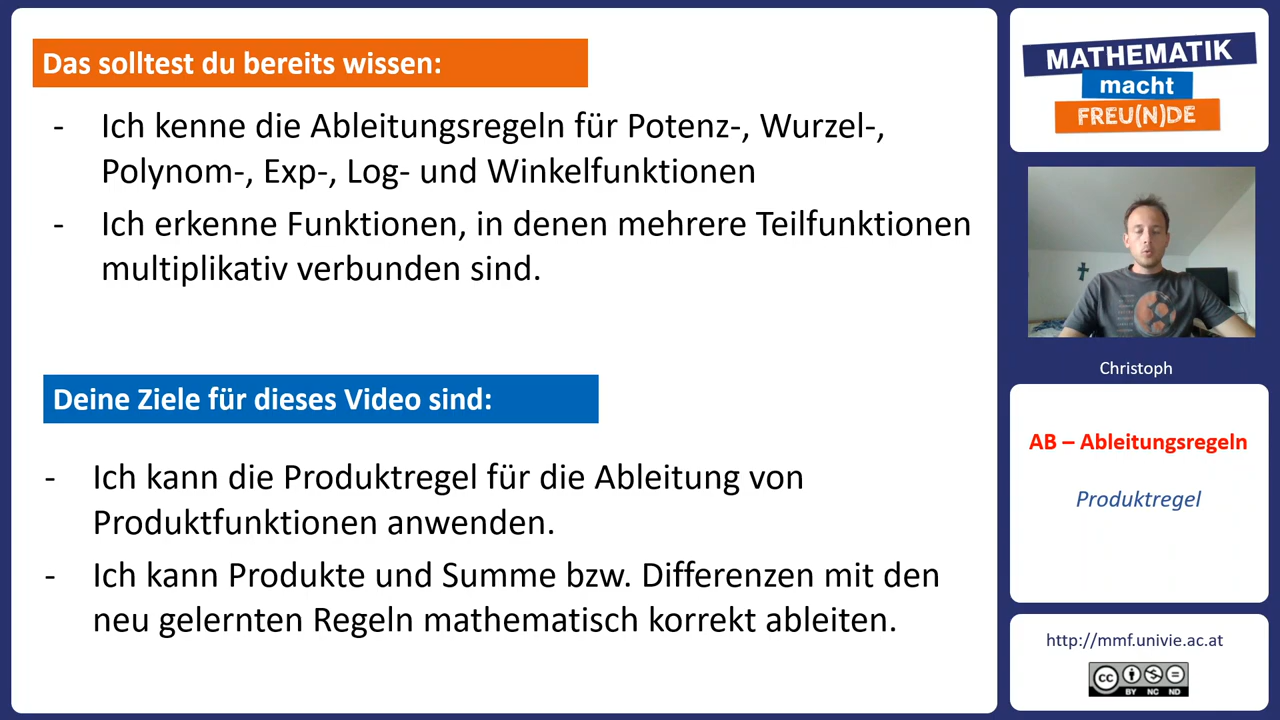 Das solltest du bereits wissen:
- Ich kenne die Ableitungsregeln für Potenz-, Wurzel-,
Polynom-, Exp-, Log- und Winkelfunktionen
- Ich erkenne Funktionen, in denen mehrere Teilfunktionen
multiplikativ verbunden sind.
Deine Ziele für dieses Video sind:
- Ich kann die Produktregel für die Ableitung von
Produktfunktionen anwenden.
- Ich kann Produkte und Summe bzw. Differenzen mit den
neu gelernten Regeln mathematisch korrekt ableiten.
MATHEMATIK
macht
FREU(N)DE
Christoph
AB – Ableitungsregeln
Produktregel
http://mmf.univie.ac.at
cc
BY NC ND